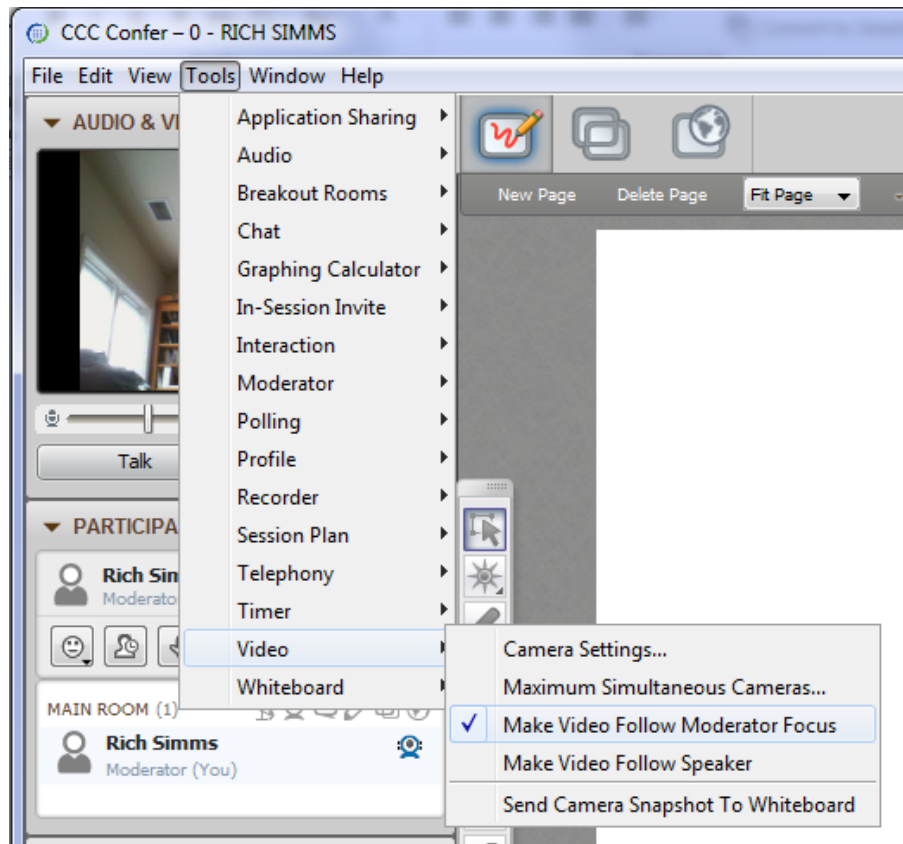 CCC Confer – 0 - RICH SIMMS
File Edit View Tools Window Help
AUDIO & VI
Application Sharing
Audio
Breakout Rooms
Chat
Graphing Calculator
In-Session Invite
Interaction
Moderator
Polling
Profile
Recorder
Session Plan
Telephony
Timer
Video
Whiteboard
New Page Delete Page Fit Page
Talk
PARTICIPA
Rich Sim
Moderato
MAIN ROOM (1)
Rich Simms
Moderator (You)
Camera Settings...
Maximum Simultaneous Cameras...
Make Video Follow Moderator Focus
Make Video Follow Speaker
Send Camera Snapshot To Whiteboard